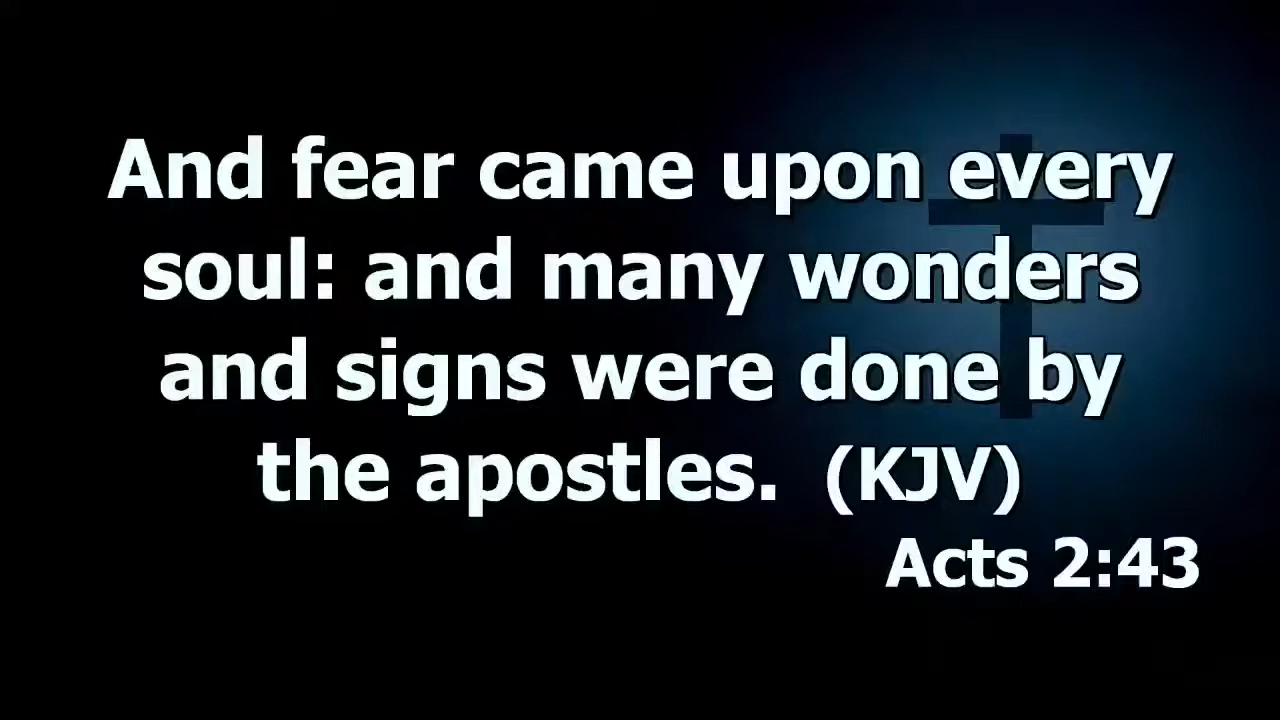 And fear came upon every
soul: and many wonders
and signs were done by
the apostles.  (KJV)
Acts 2:43